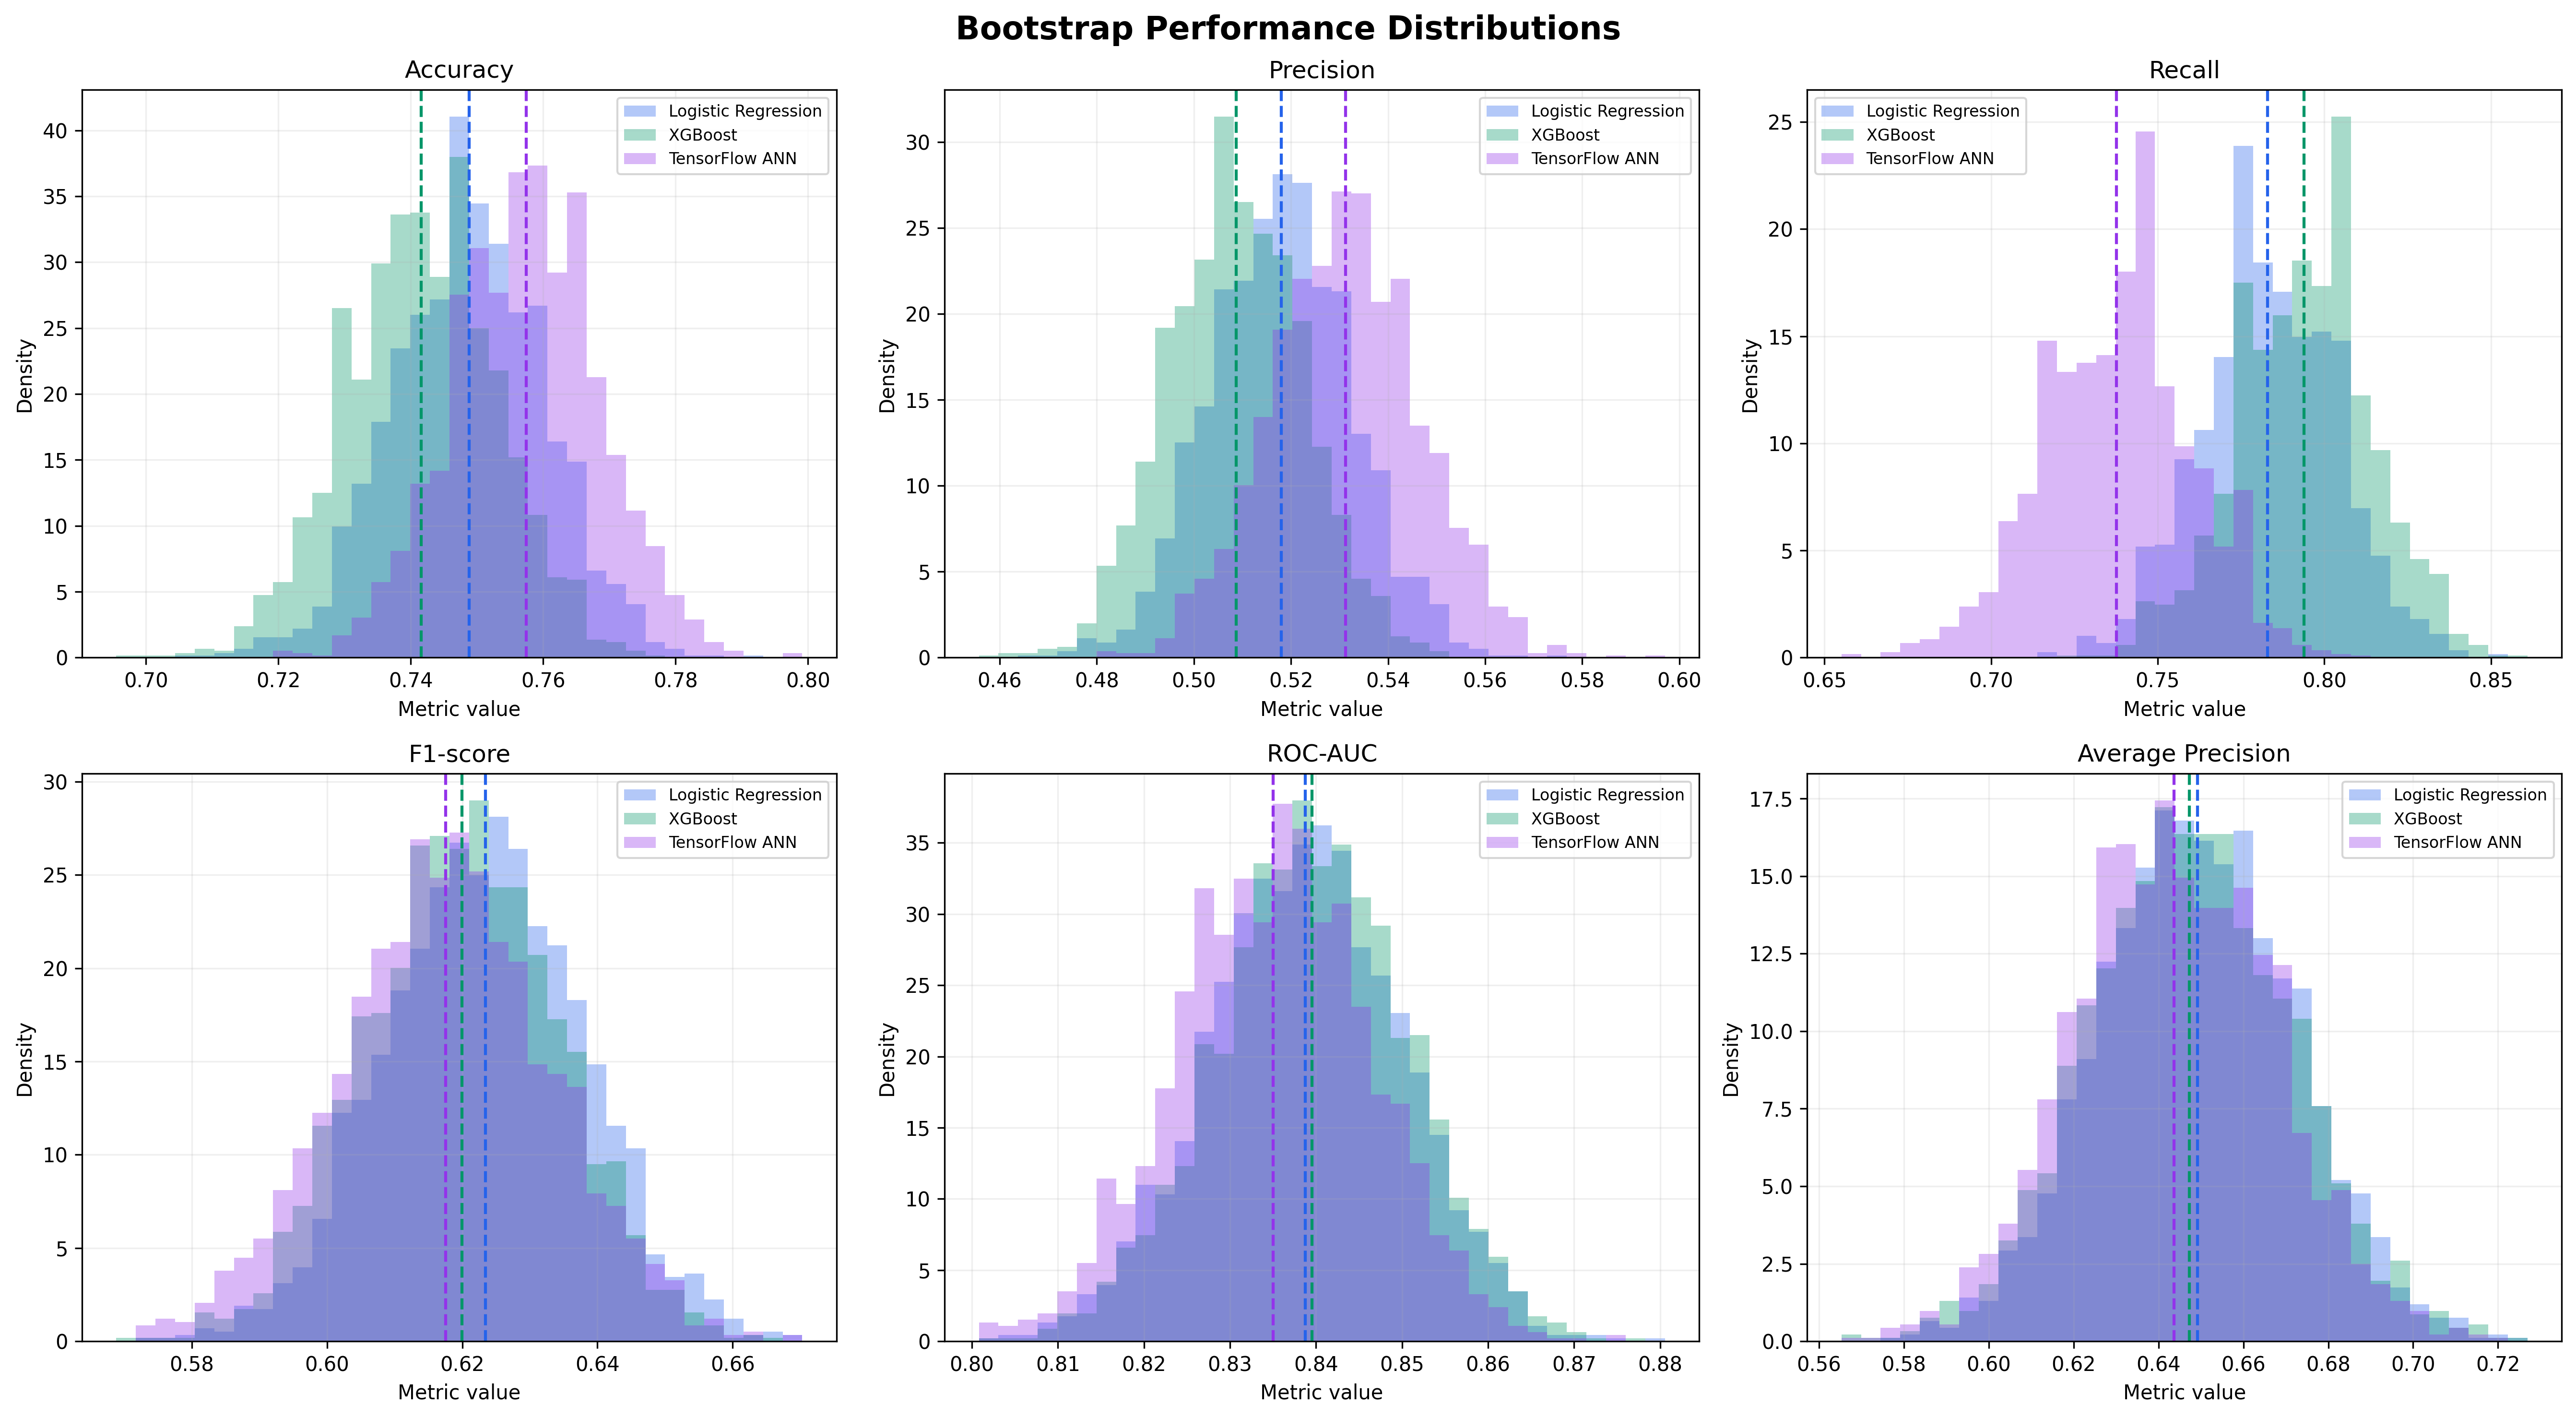 Bootstrap Performance Distributions
Accuracy
Logistic Regression
XGBoost
TensorFlow ANN
Density
40
35
30
25
20
15
10
5
0
0.70 0.72 0.74 0.76 0.78 0.80
Metric value
Precision
Logistic Regression
XGBoost
TensorFlow ANN
Density
30
25
20
15
10
5
0
0.46 0.48 0.50 0.52 0.54 0.56 0.58 0.60
Metric value
Recall
Logistic Regression
XGBoost
TensorFlow ANN
Density
25
20
15
10
5
0
0.65 0.70 0.75 0.80 0.85
Metric value
F1-score
Logistic Regression
XGBoost
TensorFlow ANN
Density
30
25
20
15
10
5
0
0.58 0.60 0.62 0.64 0.66
Metric value
ROC-AUC
Logistic Regression
XGBoost
TensorFlow ANN
Density
35
30
25
20
15
10
5
0
0.80 0.81 0.82 0.83 0.84 0.85 0.86 0.87 0.88
Metric value
Average Precision
Logistic Regression
XGBoost
TensorFlow ANN
Density
17.5
15.0
12.5
10.0
7.5
5.0
2.5
0.0
0.56 0.58 0.60 0.62 0.64 0.66 0.68 0.70 0.72
Metric value